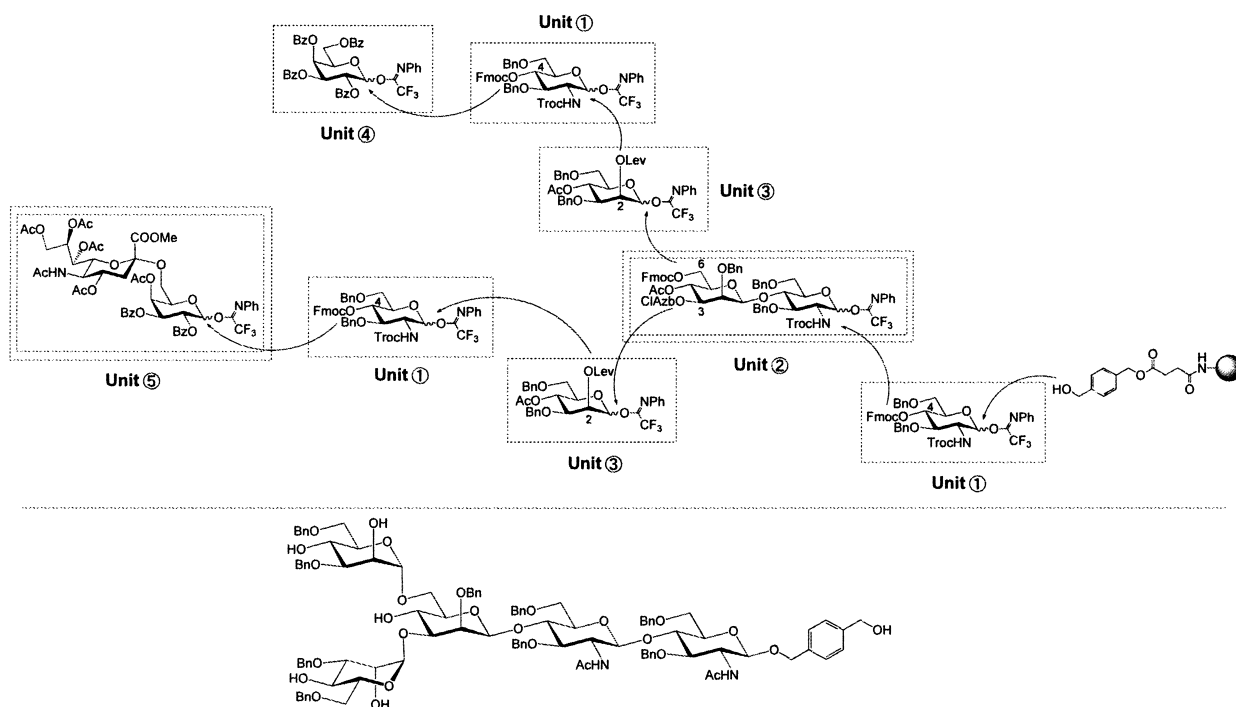 Unit ①
BzO OBz
O
BzO
BzO
O
NPh
CF3
Unit ④
BnO
4
O
FmocO
BnO
TrocHN
O
NPh
CF3
OLev
BnO
O
AcO
BnO
2
O
NPh
CF3
Unit ③
AcO
OAc
OAc
COOMe
AcHN
O
O
AcO
AcO
O
BzO
BzO
O
NPh
CF3
Unit ⑤
BnO
4
O
FmocO
BnO
TrocHN
O
NPh
CF3
Unit ①
6
FmocO
OBn
AcO
O
ClAzbO
3
O
BnO
O
BnO
TrocHN
O
NPh
CF3
Unit ②
OLev
BnO
O
AcO
BnO
2
O
NPh
CF3
Unit ③
HO
O
O
O
H
N
BnO
4
O
FmocO
BnO
TrocHN
O
NPh
CF3
Unit ①
BnO
OH
HO
O
BnO
O
OBn
HO
O
O
O
BnO
O
BnO
AcHN
O
BnO
O
BnO
AcHN
O
OH
BnO
HO
O
BnO
OH